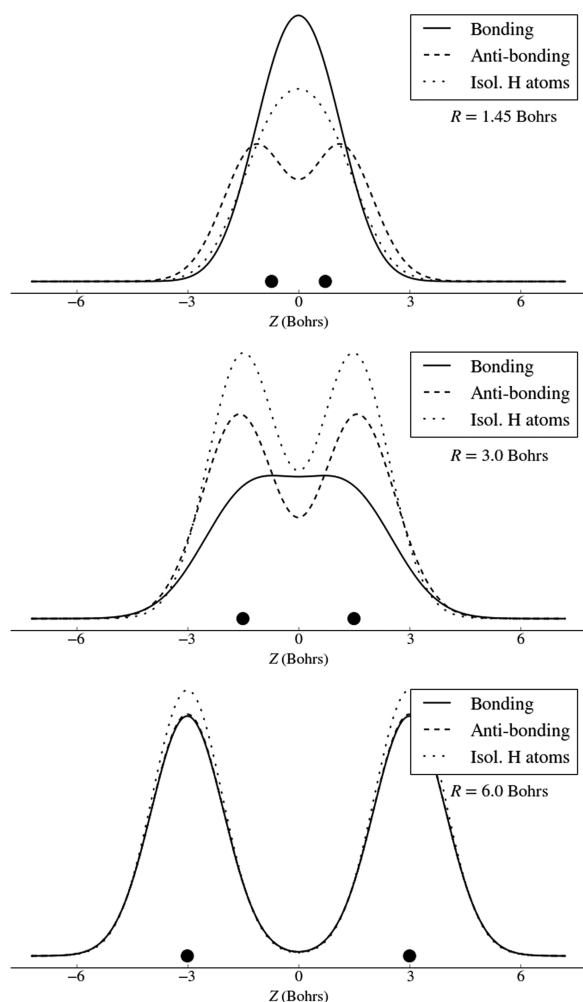 Bonding
Anti-bonding
Isol. H atoms
R = 1.45 Bohrs
−6 −3 0 3 6
Z (Bohrs)
Bonding
Anti-bonding
Isol. H atoms
R = 3.0 Bohrs
−6 −3 0 3 6
Z (Bohrs)
Bonding
Anti-bonding
Isol. H atoms
R = 6.0 Bohrs
−6 −3 0 3 6
Z (Bohrs)